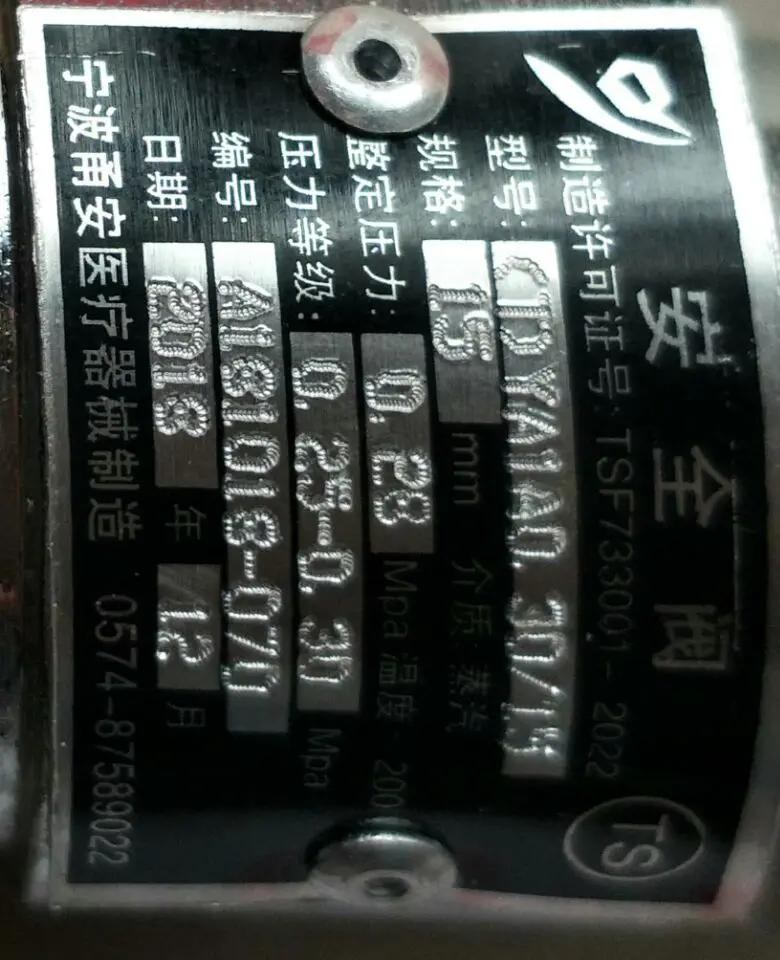 安全阀
制造许可证号:TSF733001-2022
TS
型号: CDYA1A0.30/15
规格: 15 mm 介质:蒸汽
整定压力: 0.28 Mpa 温度: 200
压力等级: 0.25-0.30 Mpa
编号: A181018-070
日期: 2018 年 12 月
宁波甬安医疗器械制造 0574-87589022